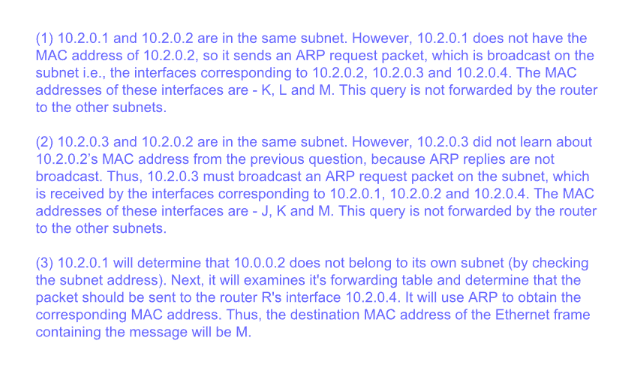 (1) 10.2.0.1 and 10.2.0.2 are in the same subnet. However, 10.2.0.1 does not have the
MAC address of 10.2.0.2, so it sends an ARP request packet, which is broadcast on the
subnet i.e., the interfaces corresponding to 10.2.0.2, 10.2.0.3 and 10.2.0.4. The MAC
addresses of these interfaces are - K, L and M. This query is not forwarded by the router
to the other subnets.
(2) 10.2.0.3 and 10.2.0.2 are in the same subnet. However, 10.2.0.3 did not learn about
10.2.0.2's MAC address from the previous question, because ARP replies are not
broadcast. Thus, 10.2.0.3 must broadcast an ARP request packet on the subnet, which
is received by the interfaces corresponding to 10.2.0.1, 10.2.0.2 and 10.2.0.4. The MAC
addresses of these interfaces are - J, K and M. This query is not forwarded by the router
to the other subnets.
(3) 10.2.0.1 will determine that 10.0.0.2 does not belong to its own subnet (by checking
the subnet address). Next, it will examines it's forwarding table and determine that the
packet should be sent to the router R's interface 10.2.0.4. It will use ARP to obtain the
corresponding MAC address. Thus, the destination MAC address of the Ethernet frame
containing the message will be M.